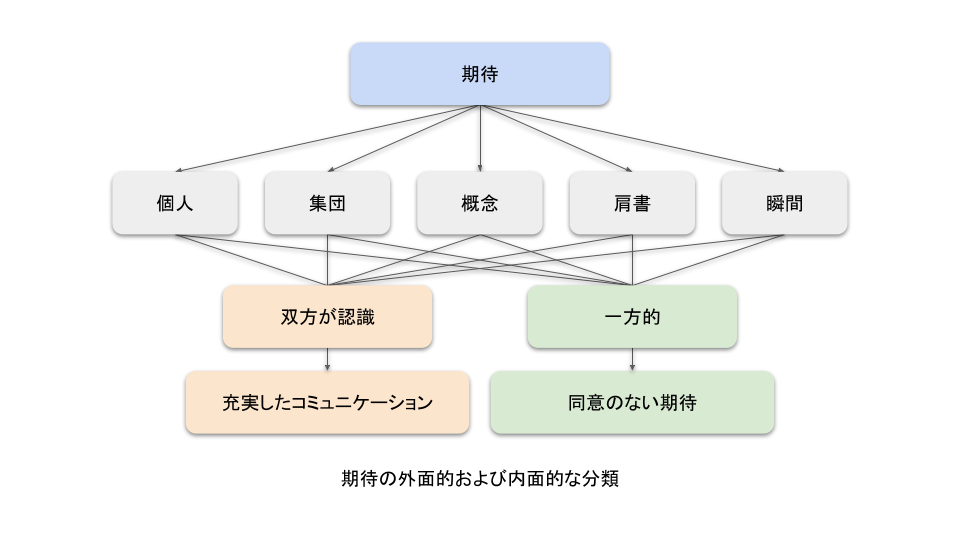 期待
個人
集団
概念
肩書
瞬間
双方が認識
一方的
充実したコミュニケーション
同意のない期待
期待の外面的および内面的な分類